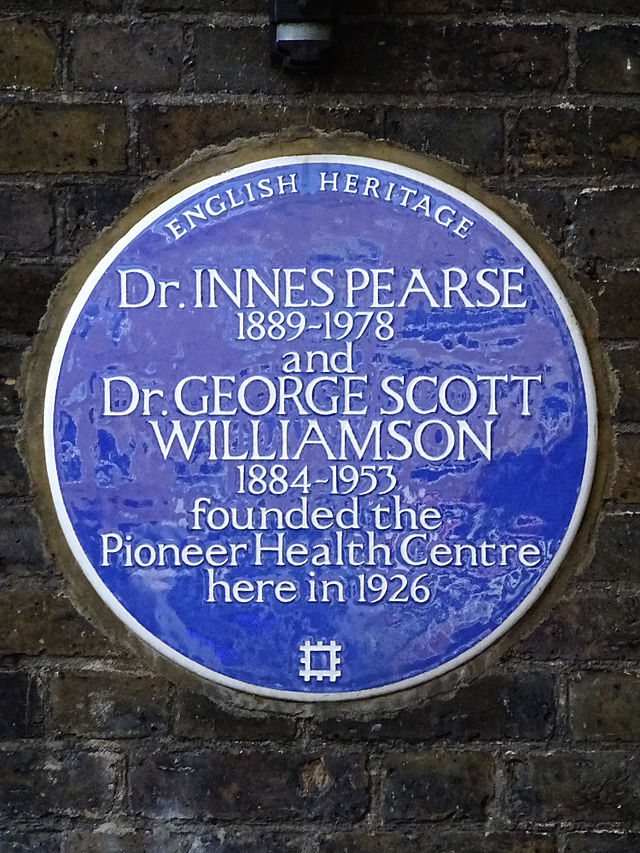 ENGLISH HERITAGE
Dr. INNES PEARSE
1889-1978
and
Dr. GEORGE SCOTT
WILLIAMSON
1884-1953
founded the
Pioneer Health Centre
here in 1926